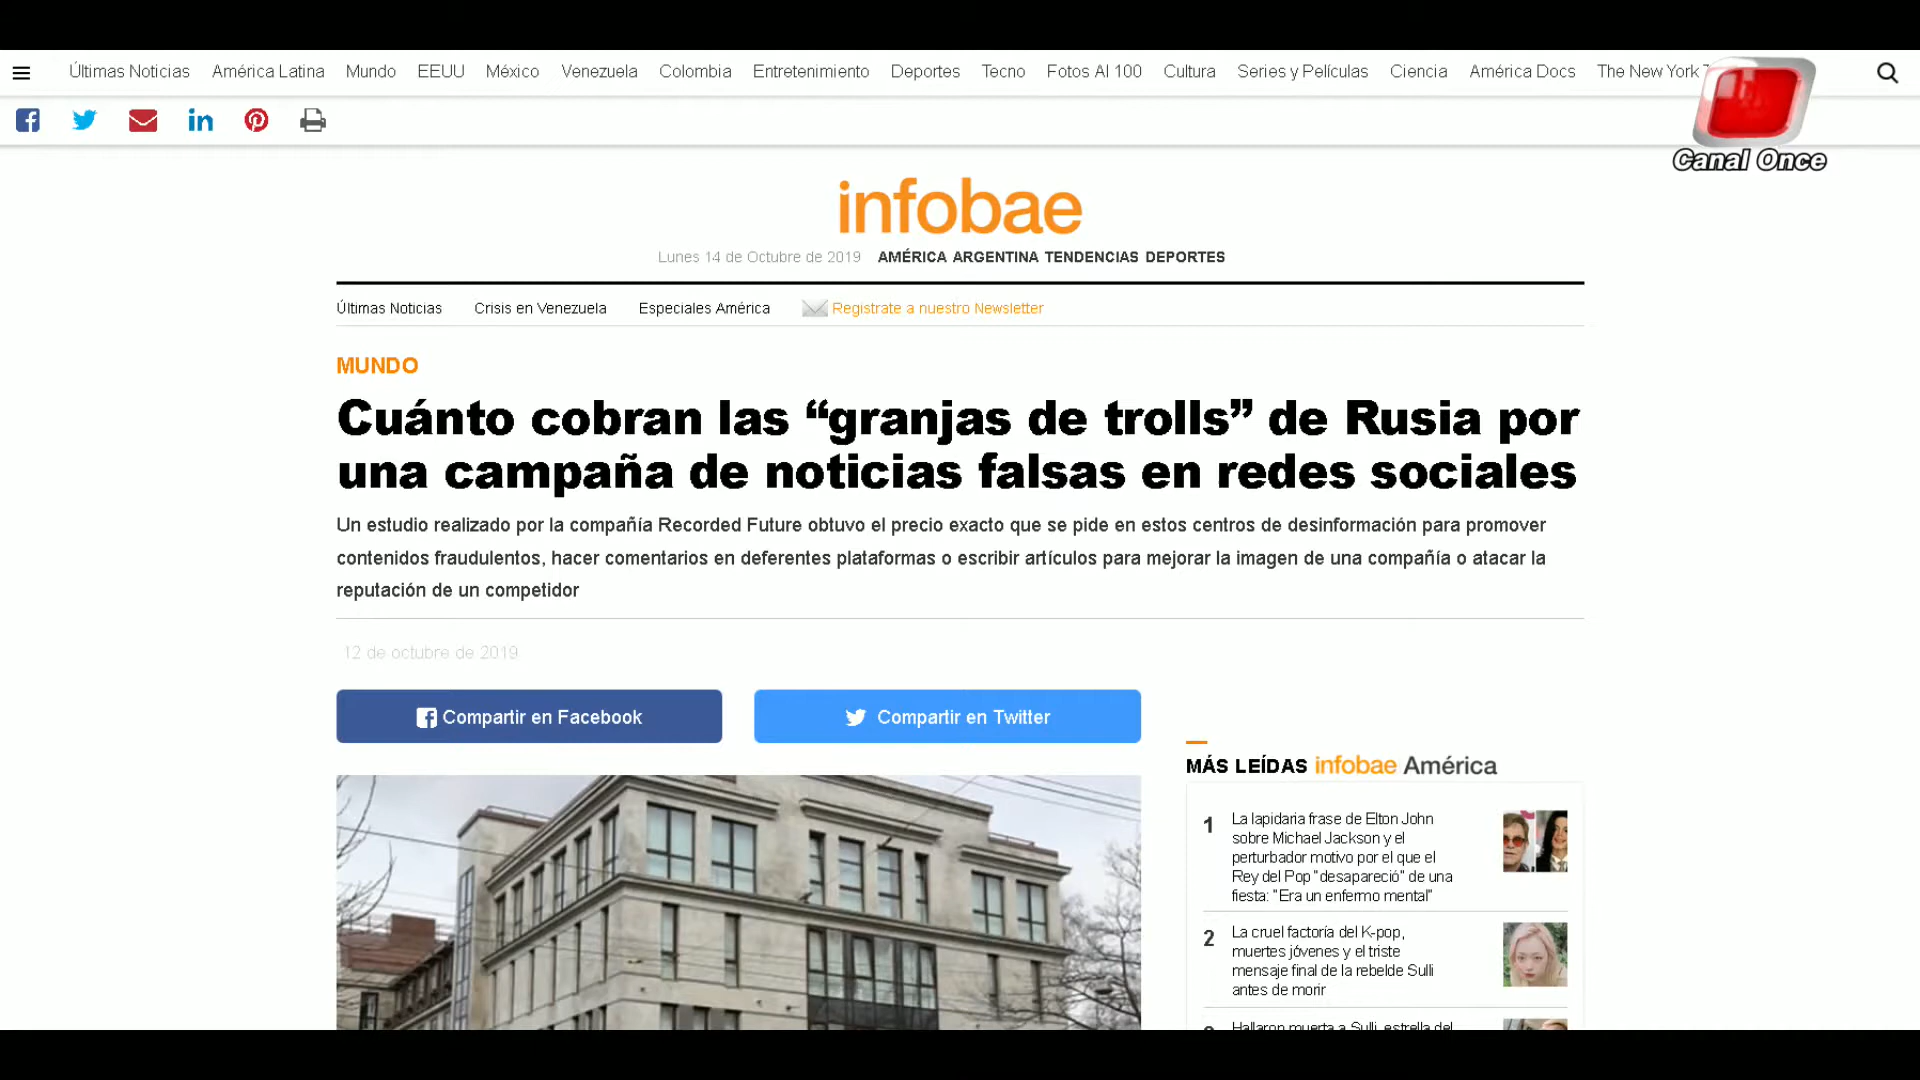 Últimas Noticias América Latina Mundo EEUU México Venezuela Colombia Entretenimiento Deportes Tecno Fotos Al 100 Cultura Series y Películas Ciencia América Docs The New York
Canal Once
infobae
Lunes 14 de Octubre de 2019 AMÉRICA ARGENTINA TENDENCIAS DEPORTES
Últimas Noticias Crisis en Venezuela Especiales América Registrate a nuestro Newsletter
MUNDO
Cuánto cobran las “granjas de trolls” de Rusia por
una campaña de noticias falsas en redes sociales
Un estudio realizado por la compañía Recorded Future obtuvo el precio exacto que se pide en estos centros de desinformación para promover
contenidos fraudulentos, hacer comentarios en deferentes plataformas o escribir artículos para mejorar la imagen de una compañía o atacar la
reputación de un competidor
12 de octubre de 2019
Compartir en Facebook Compartir en Twitter
MÁS LEÍDAS infobae América
1 La lapidaria frase de Elton John
sobre Michael Jackson y el
perturbador motivo por el que el
Rey del Pop "desapareció" de una
fiesta: "Era un enfermo mental"
2 La cruel factoría del K-pop,
muertes jóvenes y el triste
mensaje final de la rebelde Sulli
antes de morir
Hallaron muerta a Sulli, estrella del